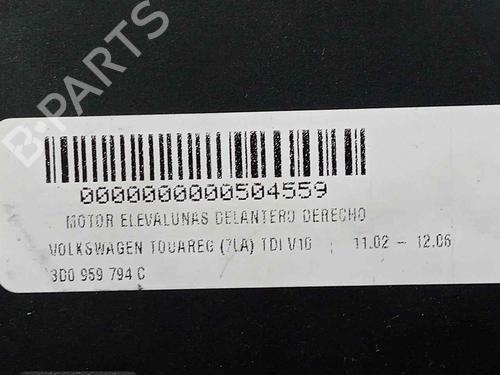 B-PARTS
0000000000504559
MOTOR ELEVALUNAS DELANTERO DERECHO
VOLKSWAGEN TOUAREG (7LA) TDI V10 ; 11.02 - 12.06
3D0 959 794 C